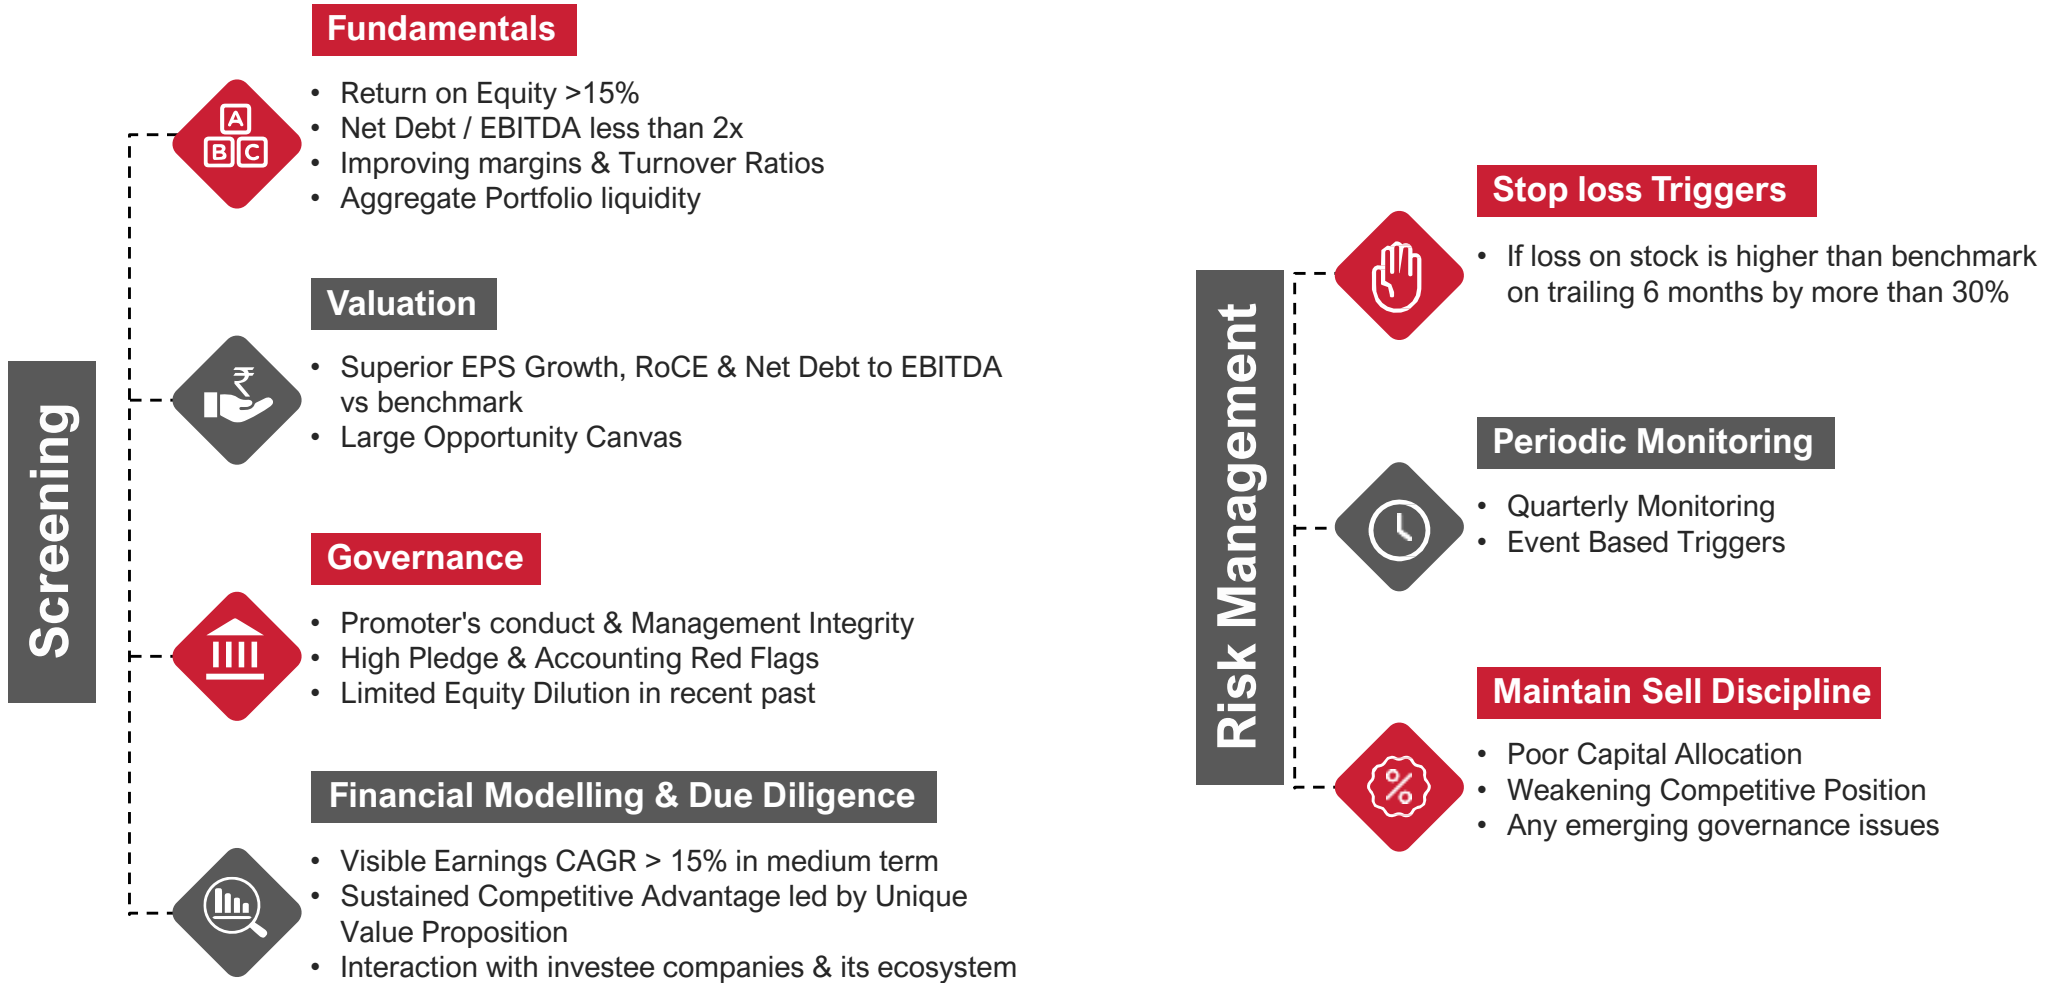 Screening
Fundamentals
A
B C
• Return on Equity >15%
• Net Debt / EBITDA less than 2x
• Improving margins & Turnover Ratios
• Aggregate Portfolio liquidity
Valuation
₹
• Superior EPS Growth, RoCE & Net Debt to EBITDA
vs benchmark
• Large Opportunity Canvas
Governance
• Promoter's conduct & Management Integrity
• High Pledge & Accounting Red Flags
• Limited Equity Dilution in recent past
Financial Modelling & Due Diligence
• Visible Earnings CAGR > 15% in medium term
• Sustained Competitive Advantage led by Unique
Value Proposition
• Interaction with investee companies & its ecosystem
Risk Management
Stop loss Triggers
• If loss on stock is higher than benchmark
on trailing 6 months by more than 30%
Periodic Monitoring
• Quarterly Monitoring
• Event Based Triggers
Maintain Sell Discipline
%
• Poor Capital Allocation
• Weakening Competitive Position
• Any emerging governance issues